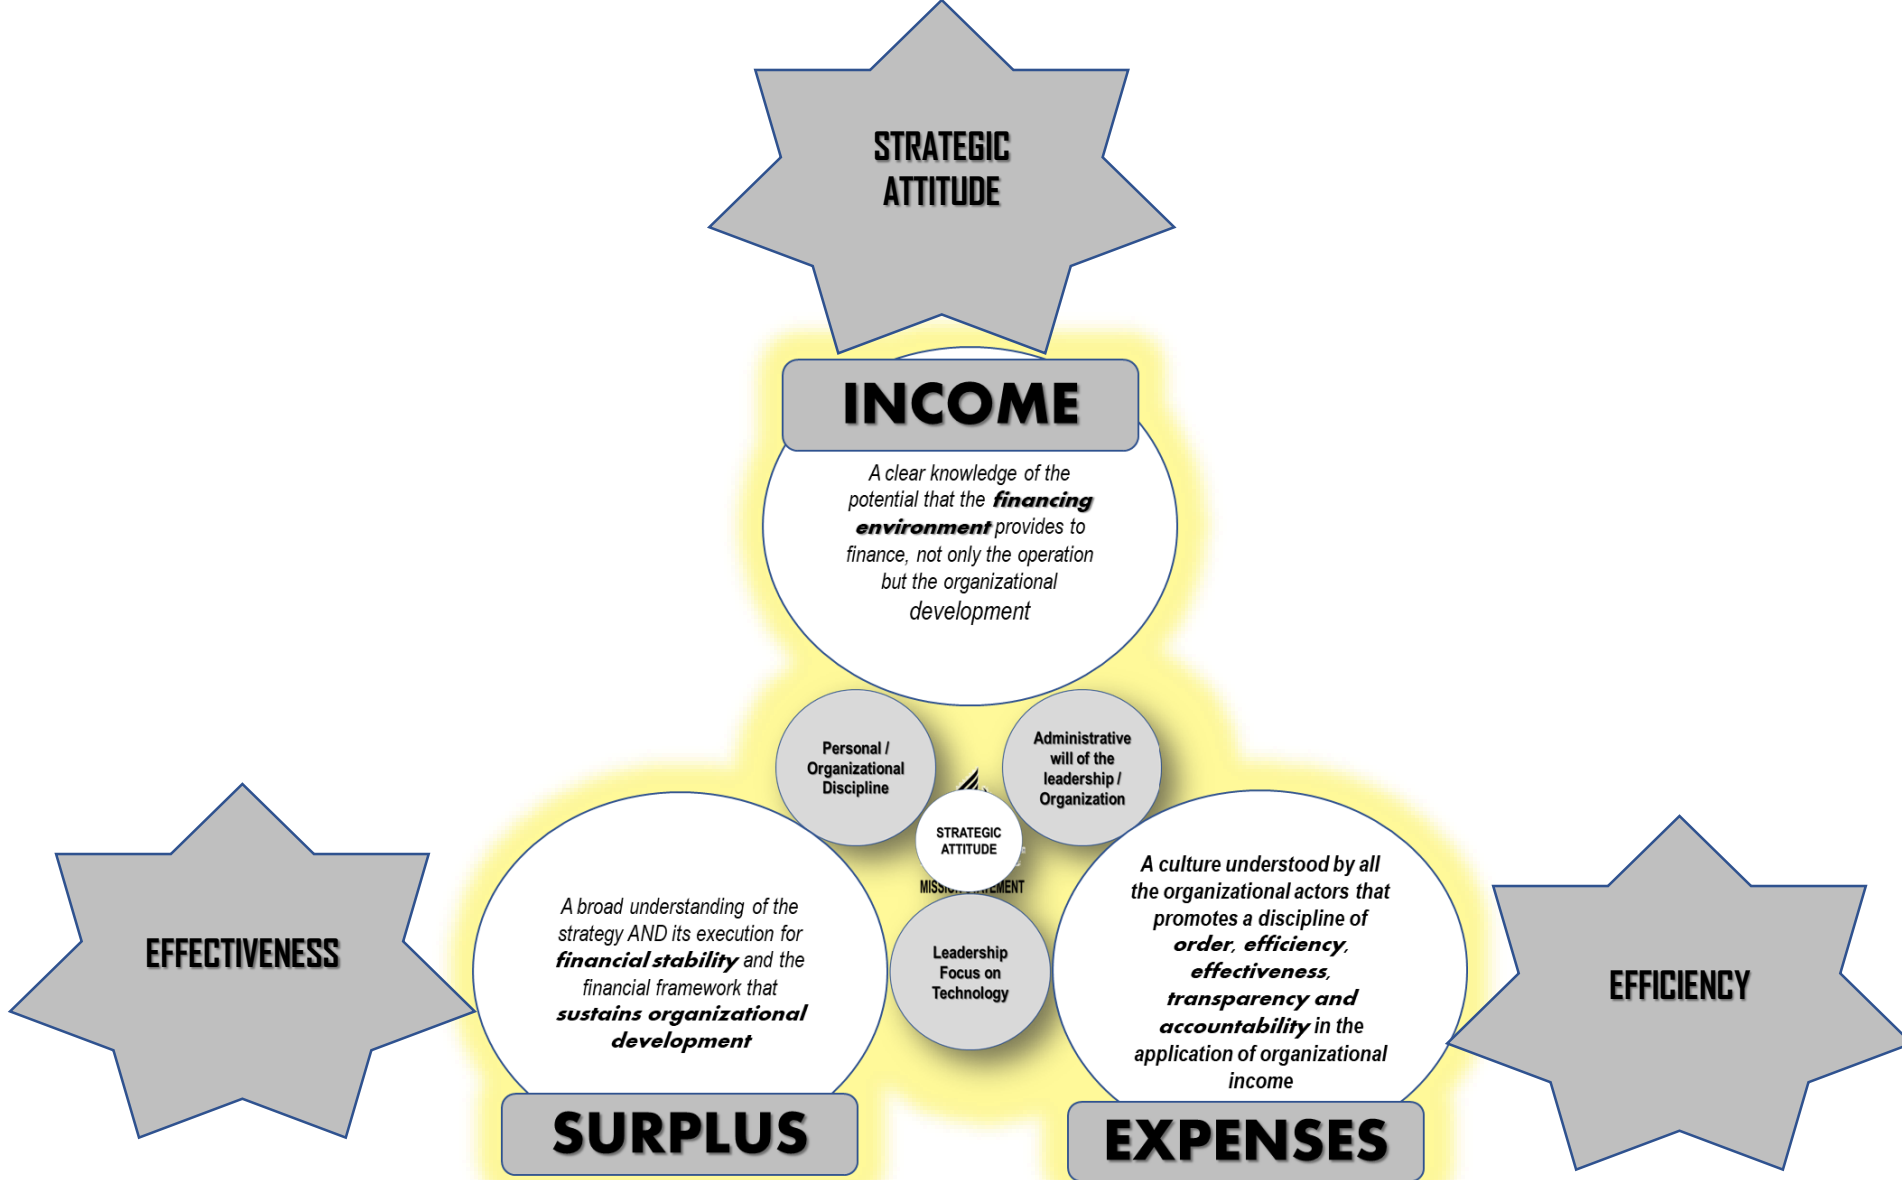 STRATEGIC
ATTITUDE
INCOME
A clear knowledge of the
potential that the financing
environment provides to
finance, not only the operation
but the organizational
development
Personal /
Organizational
Discipline
Administrative
will of the
leadership /
Organization
STRATEGIC
ATTITUDE
Leadership
Focus on
Technology
EFFECTIVENESS
A broad understanding of the
strategy AND its execution for
financial stability and the
financial framework that
sustains organizational
development
SURPLUS
A culture understood by all
the organizational actors that
promotes a discipline of
order, efficiency,
effectiveness,
transparency and
accountability in the
application of organizational
income
EXPENSES
EFFICIENCY